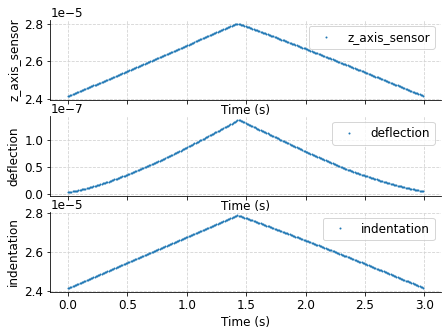 1e−5
2.8
2.6
2.4
z_axis_sensor
z_axis_sensor
Time (s)
1e−7
1.0
0.5
0.0
deflection
deflection
Time (s)
1e−5
2.8
2.6
2.4
indentation
indentation
0.0 0.5 1.0 1.5 2.0 2.5 3.0
Time (s)